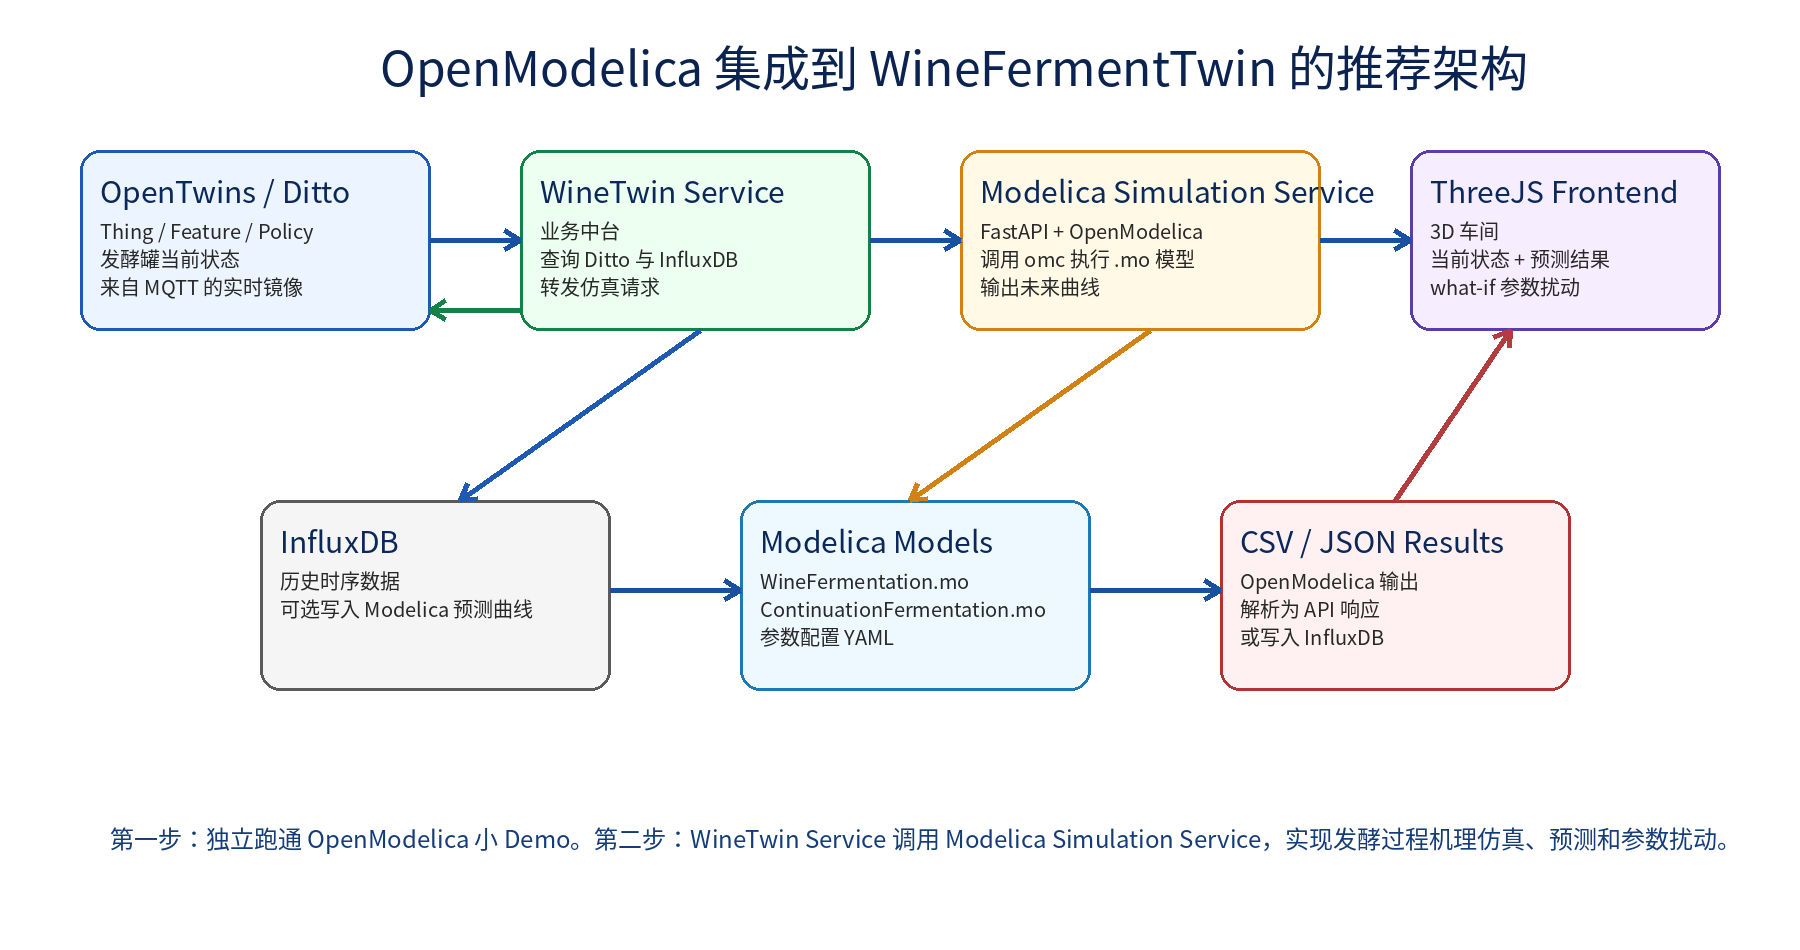 OpenModelica 集成到 WineFermentTwin 的推荐架构
OpenTwins / Ditto
Thing / Feature / Policy
发酵罐当前状态
来自 MQTT 的实时镜像
WineTwin Service
业务中台
查询 Ditto 与 InfluxDB
转发仿真请求
Modelica Simulation Service
FastAPI + OpenModelica
调用 omc 执行 .mo 模型
输出未来曲线
ThreeJS Frontend
3D 车间
当前状态 + 预测结果
what-if 参数扰动
InfluxDB
历史时序数据
可选写入 Modelica 预测曲线
Modelica Models
WineFermentation.mo
ContinuationFermentation.mo
参数配置 YAML
CSV / JSON Results
OpenModelica 输出
解析为 API 响应
或写入 InfluxDB
第一步：独立跑通 OpenModelica 小 Demo。第二步：WineTwin Service 调用 Modelica Simulation Service，实现发酵过程机理仿真、预测和参数扰动。